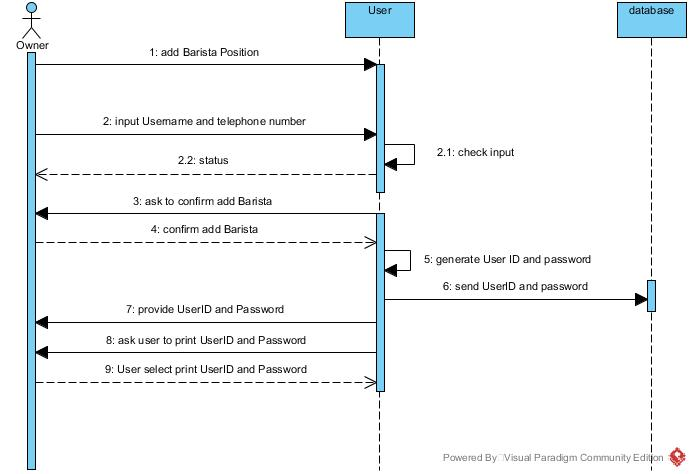 User
database
Owner
1: add Barista Position
2: input Username and telephone number
2.1: check input
2.2: status
3: ask to confirm add Barista
4: confirm add Barista
5: generate User ID and password
6: send UserID and password
7: provide UserID and Password
8: ask user to print UserID and Password
9: User select print UserID and Password
Powered By Visual Paradigm Community Edition